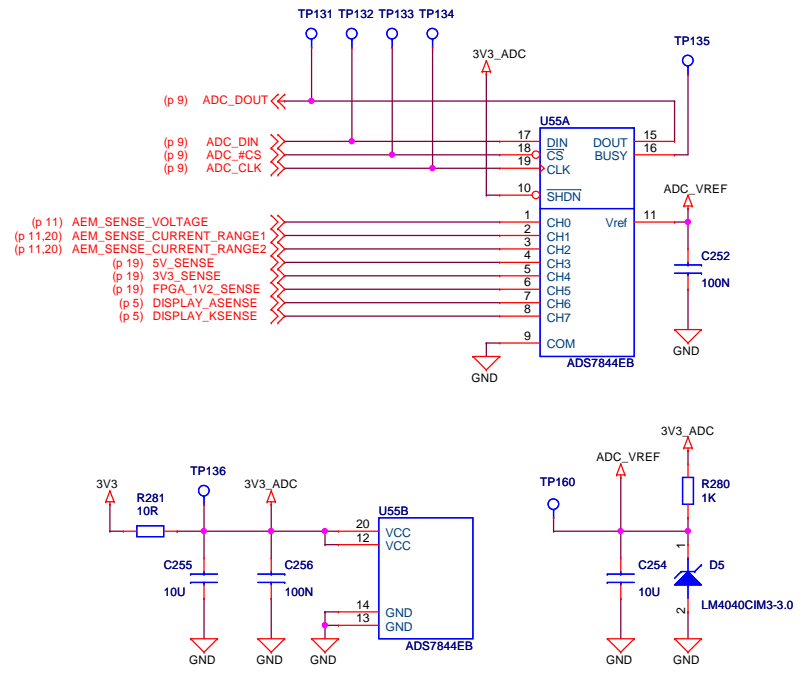 TP131 TP132 TP133 TP134
TP135
3V3_ADC
(p 9) ADC_DOUT
U55A
(p 9) ADC_DIN 17 DIN DOUT 15
(p 9) ADC_#CS 18 CS BUSY 16
(p 9) ADC_CLK 19 CLK
10 SHDN
ADC_VREF
(p 11) AEM_SENSE_VOLTAGE 1 CH0 Vref 11
(p 11,20) AEM_SENSE_CURRENT_RANGE1 2 CH1
(p 11,20) AEM_SENSE_CURRENT_RANGE2 3 CH2
(p 19) 5V_SENSE 4 CH3
(p 19) 3V3_SENSE 5 CH4
(p 19) FPGA_1V2_SENSE 6 CH5
(p 5) DISPLAY_ASENSE 7 CH6
(p 5) DISPLAY_KSENSE 8 CH7
C252
100N
9 COM
GND
ADS7844EB
GND
3V3
R281
10R
TP136
3V3_ADC
U55B
20 VCC
12 VCC
C255
10U
C256
100N
14 GND
13 GND
ADS7844EB
GND GND GND
3V3_ADC
ADC_VREF
TP160
R280
1K
C254
10U
1
D5
2
LM4040CIM3-3.0
GND GND